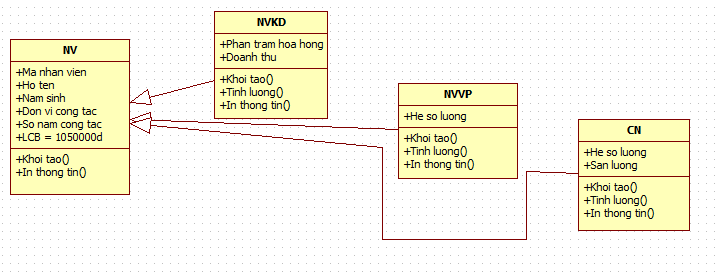 NV
+Ma nhan vien
+Ho ten
+Nam sinh
+Don vi cong tac
+So nam cong tac
+LCB = 1050000d
+Khoi tao()
+In thong tin()
NVKD
+Phan tram hoa hong
+Doanh thu
+Khoi tao()
+Tinh luong()
+In thong tin()
NVVP
+He so luong
+Khoi tao()
+Tinh luong()
+In thong tin()
CN
+He so luong
+San luong
+Khoi tao()
+Tinh luong()
+In thong tin()